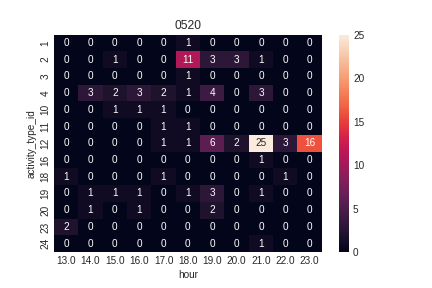 0520
activity_type_id
1 0 0 0 0 0 1 0 0 0 0 0
2 0 0 1 0 0 11 3 3 1 0 0
3 0 0 0 0 0 1 0 0 0 0 0
4 0 3 2 3 2 1 4 0 3 0 0
10 0 0 1 1 1 0 0 0 0 0 0
11 0 0 0 0 1 1 0 0 0 0 0
12 0 0 0 0 1 1 6 2 25 3 16
16 0 0 0 0 0 0 0 0 1 0 0
18 1 0 0 0 1 0 0 0 0 1 0
19 0 1 1 1 0 1 3 0 1 0 0
20 0 1 0 1 0 0 2 0 0 0 0
23 2 0 0 0 0 0 0 0 0 0 0
24 0 0 0 0 0 0 0 0 1 0 0
13.0 14.0 15.0 16.0 17.0 18.0 19.0 20.0 21.0 22.0 23.0
hour
25
20
15
10
5
0